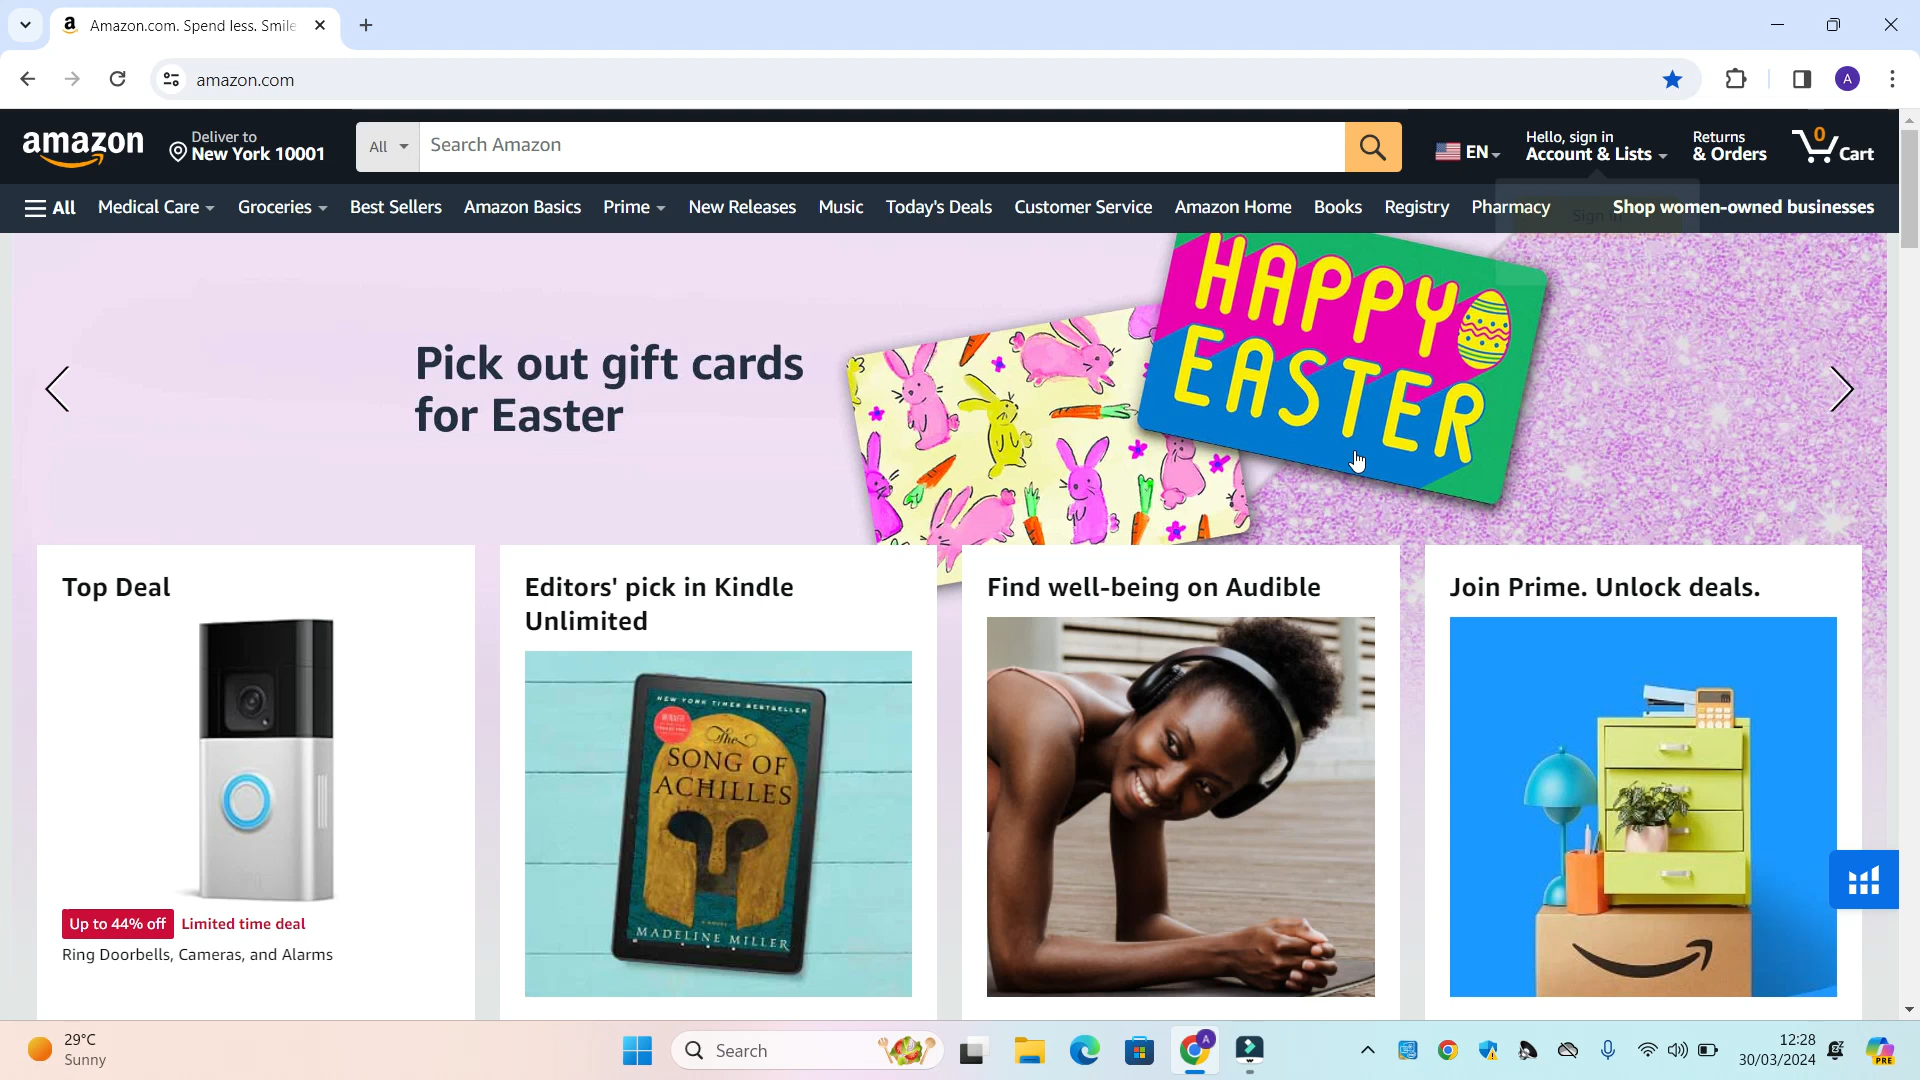 Amazon.com. Spend less. Smile
amazon.com
A
amazon
Deliver to
New York 10001
All
Search Amazon
EN
Hello, sign in
Account & Lists
Returns
& Orders
0
Cart
All
Medical Care
Groceries
Best Sellers
Amazon Basics
Prime
New Releases
Music
Today's Deals
Customer Service
Amazon Home
Books
Registry
Pharmacy
Shop women-owned businesses
Pick out gift cards
for Easter
HAPPY
EASTER
Top Deal
Up to 44% off
Limited time deal
Ring Doorbells, Cameras, and Alarms
Editors' pick in Kindle
Unlimited
NEW YORK TIMES BESTSELLER
The
SONG OF
ACHILLES
MADELINE MILLER
Find well-being on Audible
Join Prime. Unlock deals.
29°C
Sunny
Search
A
12:28
30/03/2024
PRE